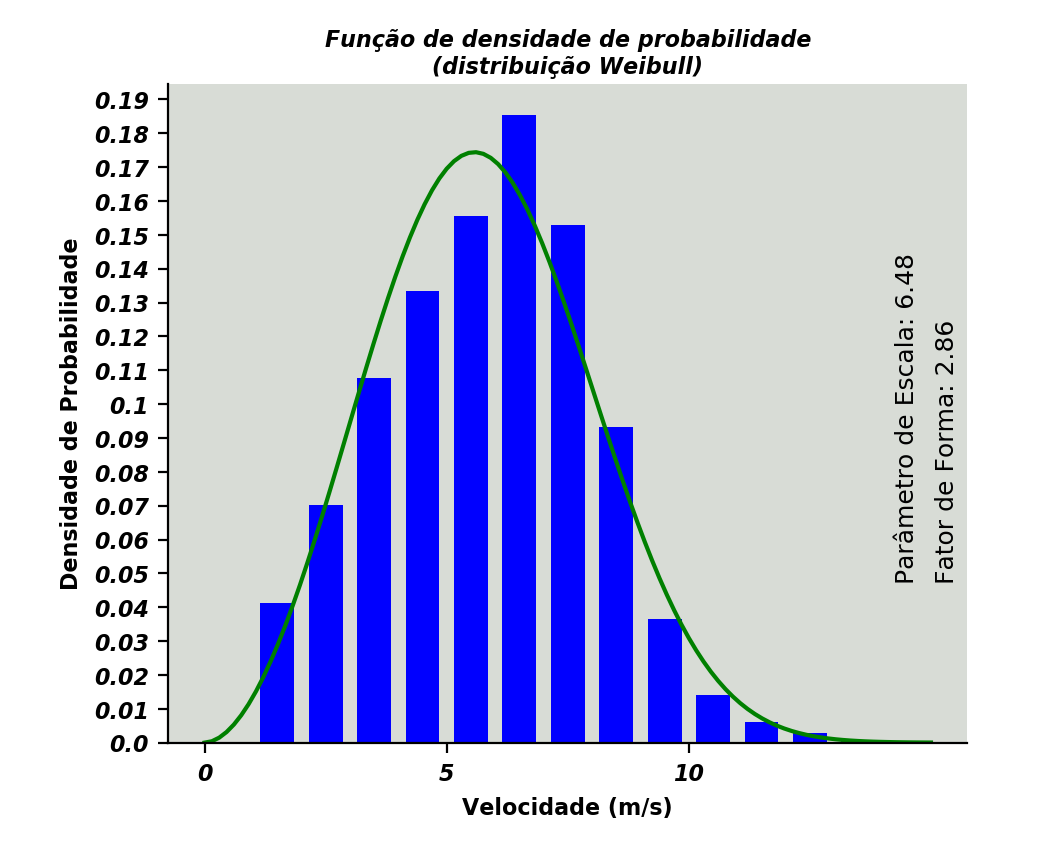 Função de densidade de probabilidade
(distribuição Weibull)
Densidade de Probabilidade
0.19
0.18
0.17
0.16
0.15
0.14
0.13
0.12
0.11
0.1
0.09
0.08
0.07
0.06
0.05
0.04
0.03
0.02
0.01
0.0
Parâmetro de Escala: 6.48
Fator de Forma: 2.86
0 5 10
Velocidade (m/s)